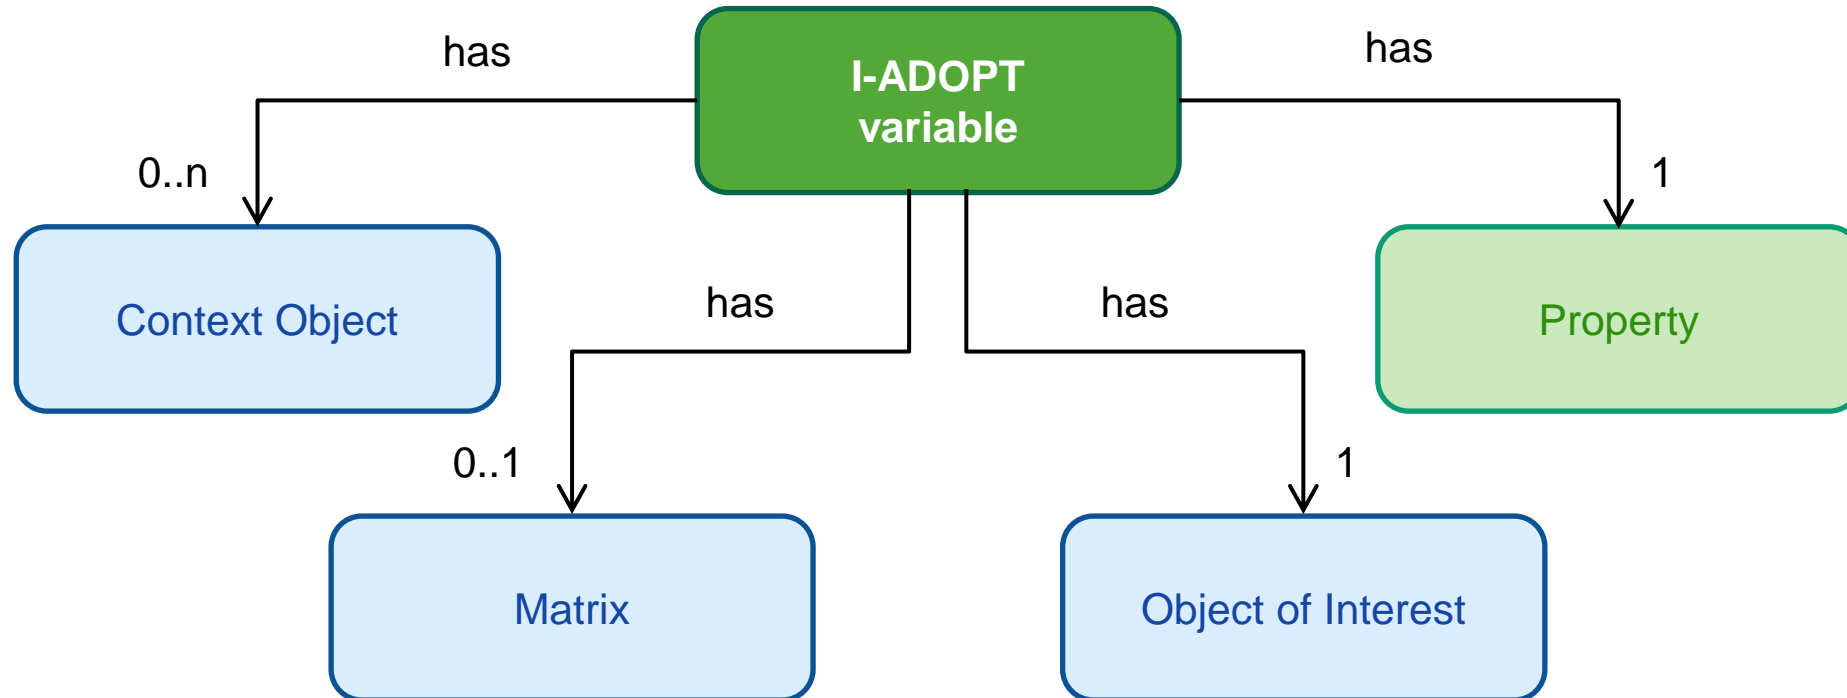 I-ADOPT
variable
has
has
0..n
1
Context Object
Property
has
has
0..1
1
Matrix
Object of Interest